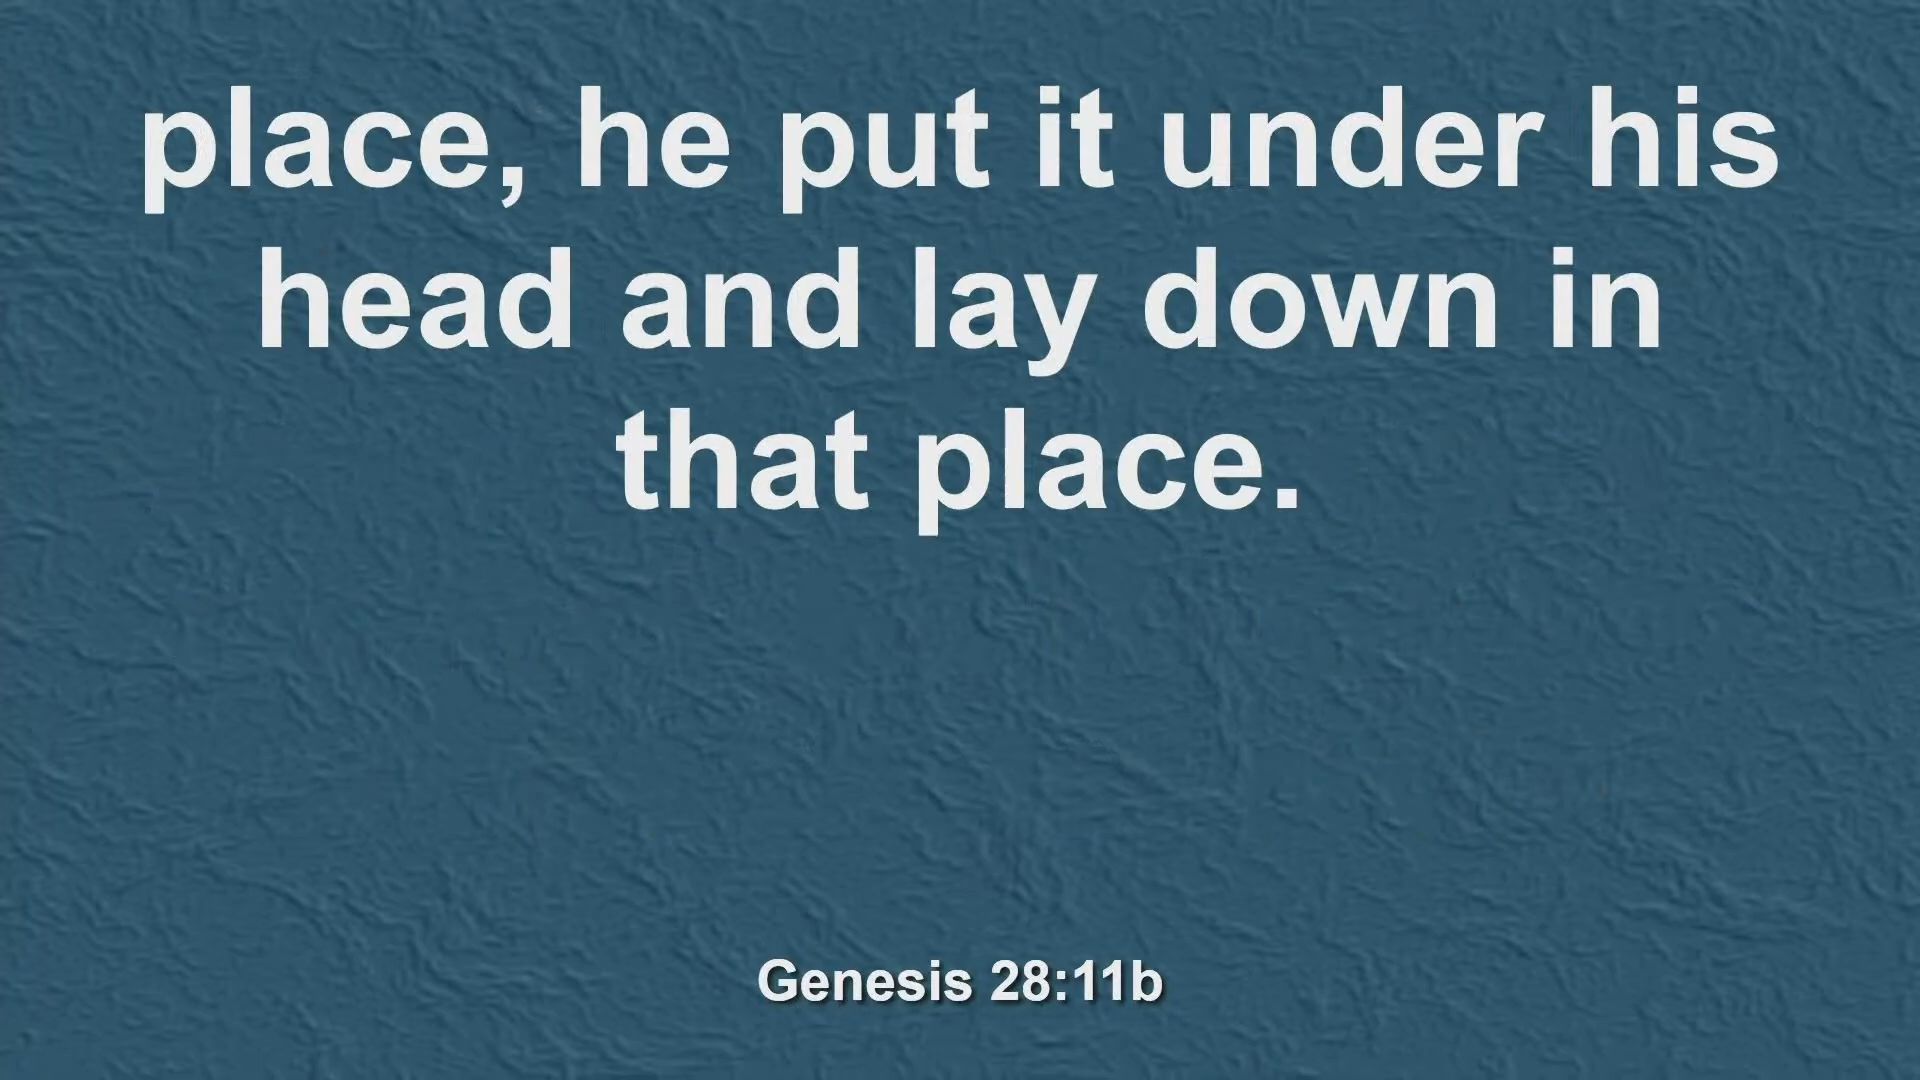 place, he put it under his
head and lay down in
that place.
Genesis 28:11b